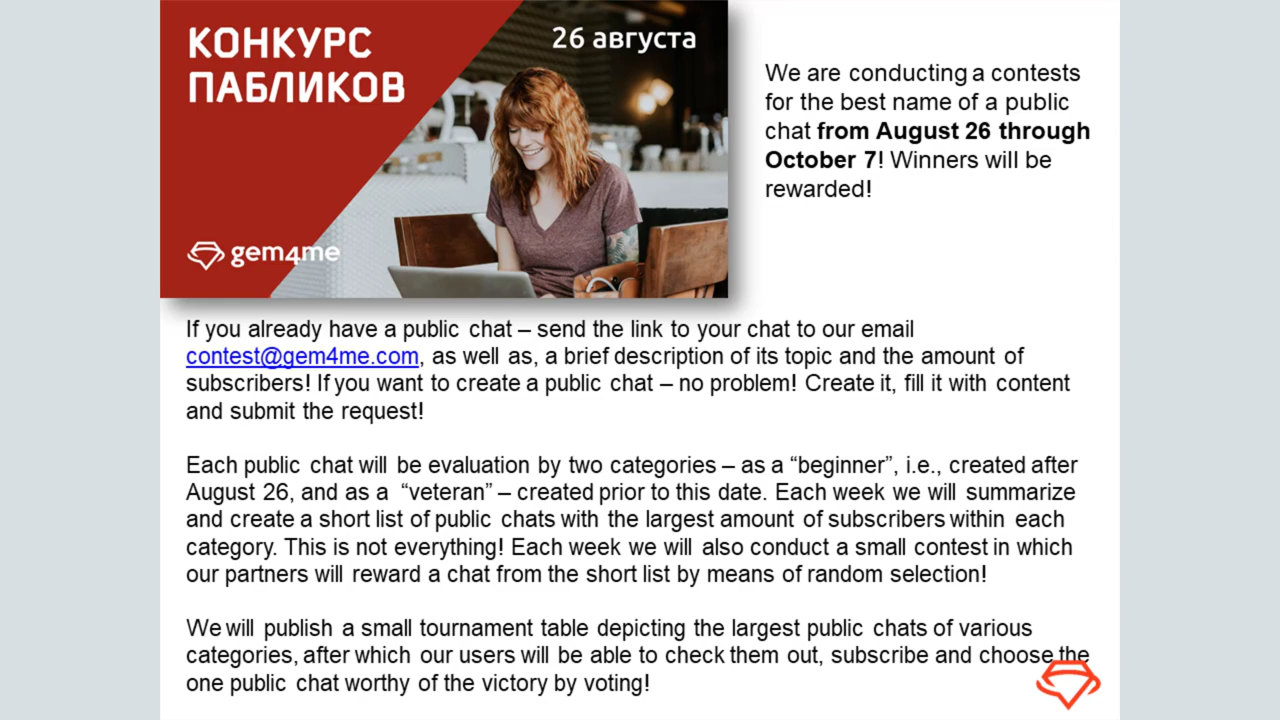 КОНКУРС
ПАБЛИКОВ
26 августа
gem4me
We are conducting a contests
for the best name of a public
chat from August 26 through
October 7! Winners will be
rewarded!
If you already have a public chat – send the link to your chat to our email
contest@gem4me.com, as well as, a brief description of its topic and the amount of
subscribers! If you want to create a public chat – no problem! Create it, fill it with content
and submit the request!
Each public chat will be evaluation by two categories – as a “beginner”, i.e., created after
August 26, and as a “veteran” – created prior to this date. Each week we will summarize
and create a short list of public chats with the largest amount of subscribers within each
category. This is not everything! Each week we will also conduct a small contest in which
our partners will reward a chat from the short list by means of random selection!
We will publish a small tournament table depicting the largest public chats of various
categories, after which our users will be able to check them out, subscribe and choose the
one public chat worthy of the victory by voting!